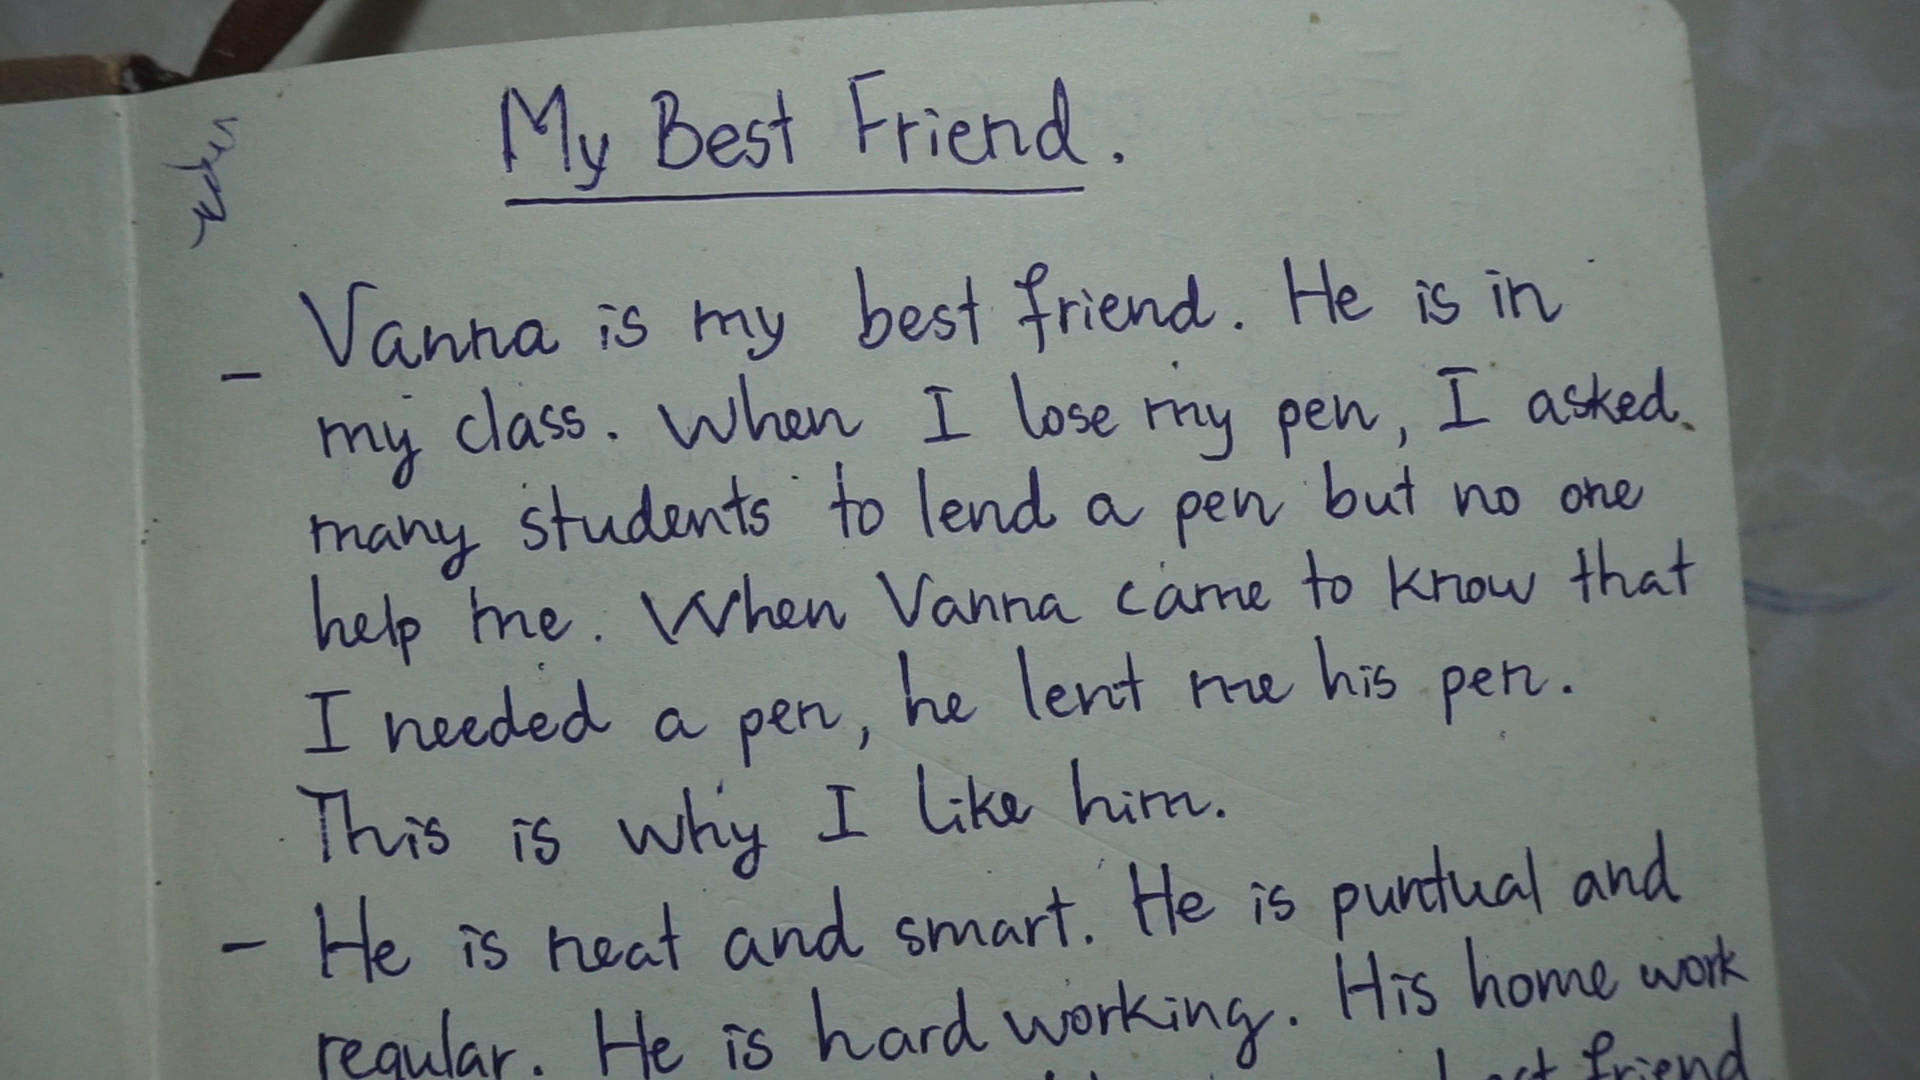 My Best Friend.
- Vanna is my best friend. He is in
my class. When I lose my pen, I asked
many students to lend a pen but no one
help me. When Vanna came to know that
I needed a pen, he lent me his pen.
This is why I like him.
- He is neat and smart. He is puntual and
regular. He is hard working. His home work
best friend